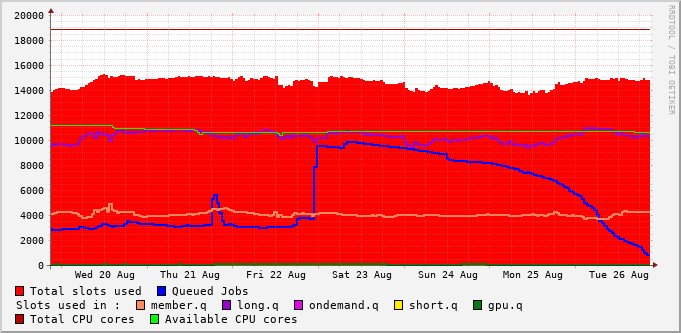 20000
18000
16000
14000
12000
10000
8000
6000
4000
2000
0
Wed 20 Aug Thu 21 Aug Fri 22 Aug Sat 23 Aug Sun 24 Aug Mon 25 Aug Tue 26 Aug
Total slots used Queued Jobs
Slots used in : member.q long.q ondemand.q short.q gpu.q
Total CPU cores Available CPU cores
RRDTOOL / TOBI OETIKER